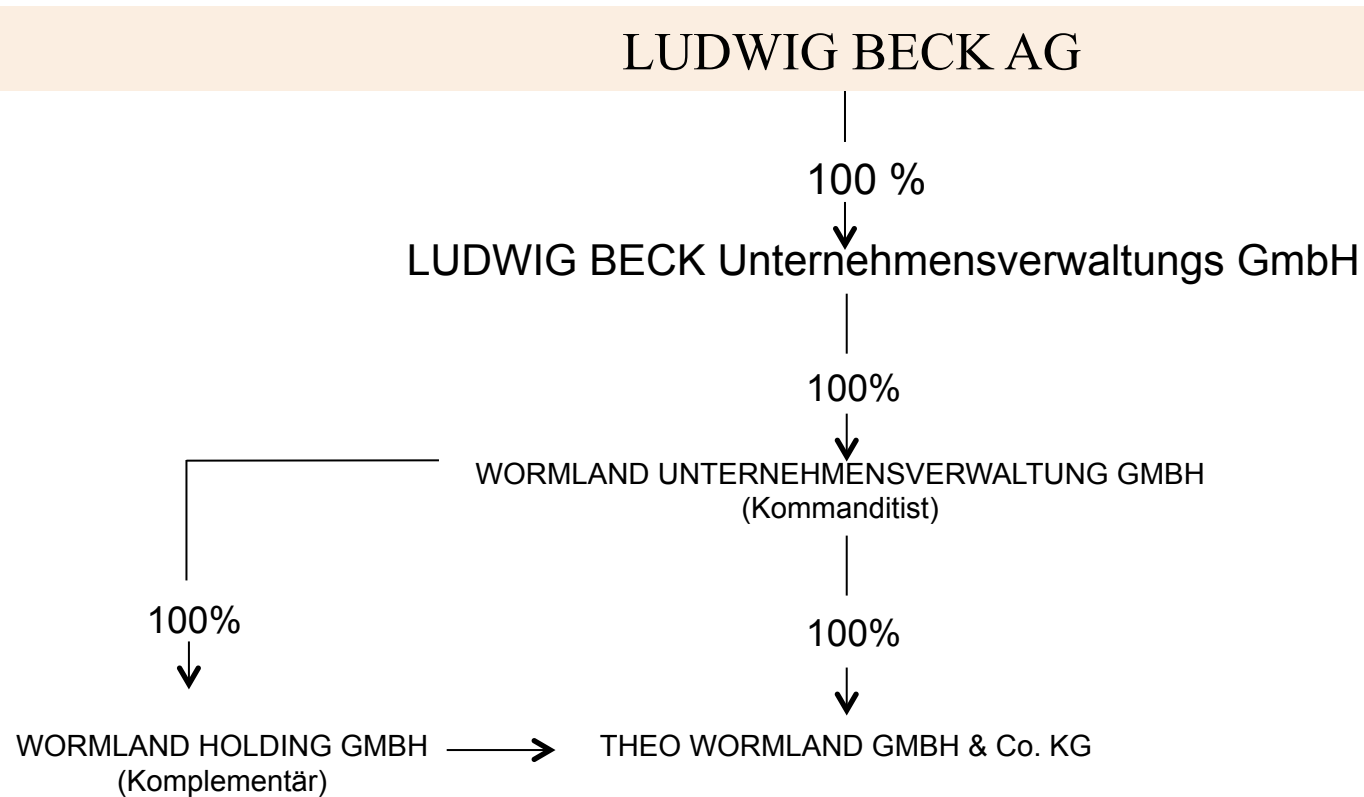 LUDWIG BECK AG
100 %
LUDWIG BECK Unternehmensverwaltungs GmbH
100%
WORMLAND UNTERNEHMENSVERWALTUNG GMBH
(Kommanditist)
100%
100%
WORMLAND HOLDING GMBH
(Komplementär)
THEO WORMLAND GMBH & Co. KG